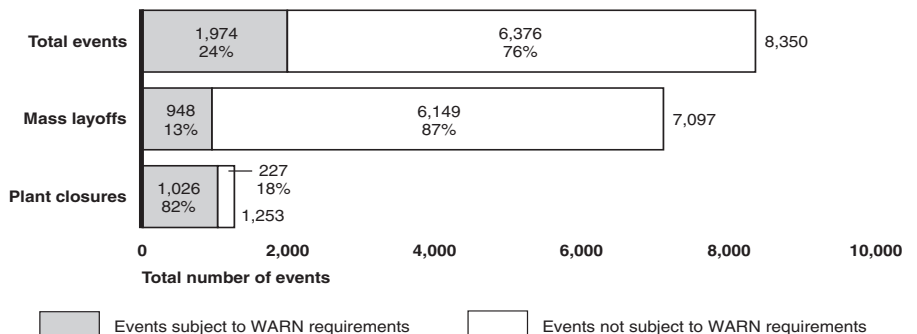 Total events
1,974
24%
6,376
76%
8,350
Mass layoffs
948
13%
6,149
87%
7,097
Plant closures
1,026
82%
227
18%
1,253
0 2,000 4,000 6,000 8,000 10,000
Total number of events
Events subject to WARN requirements
Events not subject to WARN requirements